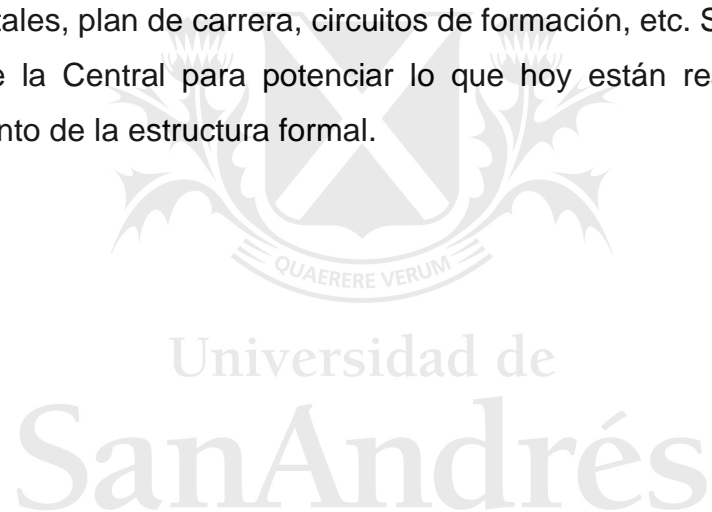 tales, plan de carrera, circuitos de formación, etc. S
e la Central para potenciar lo que hoy están re
nto de la estructura formal.
QUAERERE VERUM
Universidad de
SanAndrés